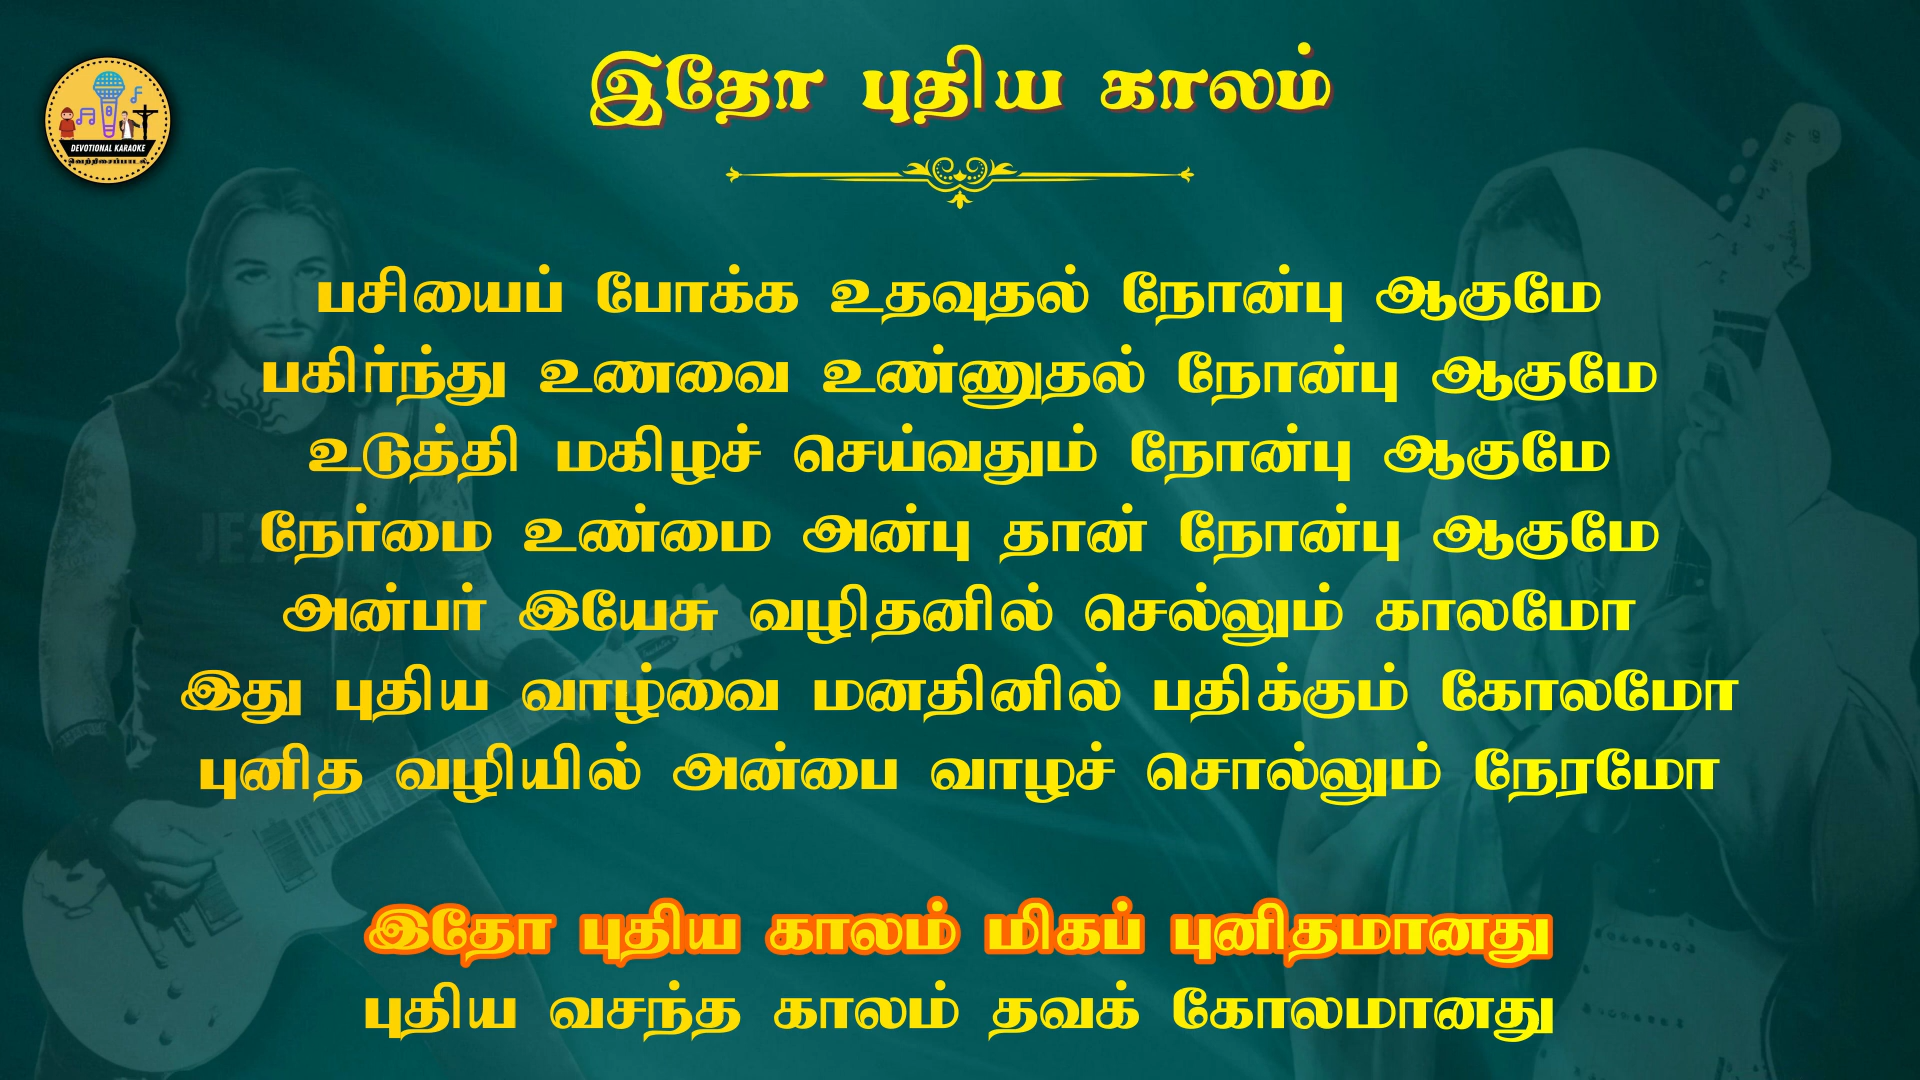 இதோ புதிய காலம்
DEVOTIONAL KARAOKE
பசியைப் போக்க உதவுதல் நோன்பு ஆகுமே
பகிர்ந்து உணவை உண்ணுதல் நோன்பு ஆகுமே
உடுத்தி மகிழச் செய்வதும் நோன்பு ஆகுமே
நேர்மை உண்மை அன்பு தான் நோன்பு ஆகுமே
அன்பர் இயேசு வழிதனில் செல்லும் காலமோ
இது புதிய வாழ்வை மனதினில் பதிக்கும் கோலமோ
புனித வழியில் அன்பை வாழச் சொல்லும் நேரமோ
இதோ புதிய காலம் மிகப் புனிதமானது
புதிய வசந்த காலம் தவக் கோலமானது